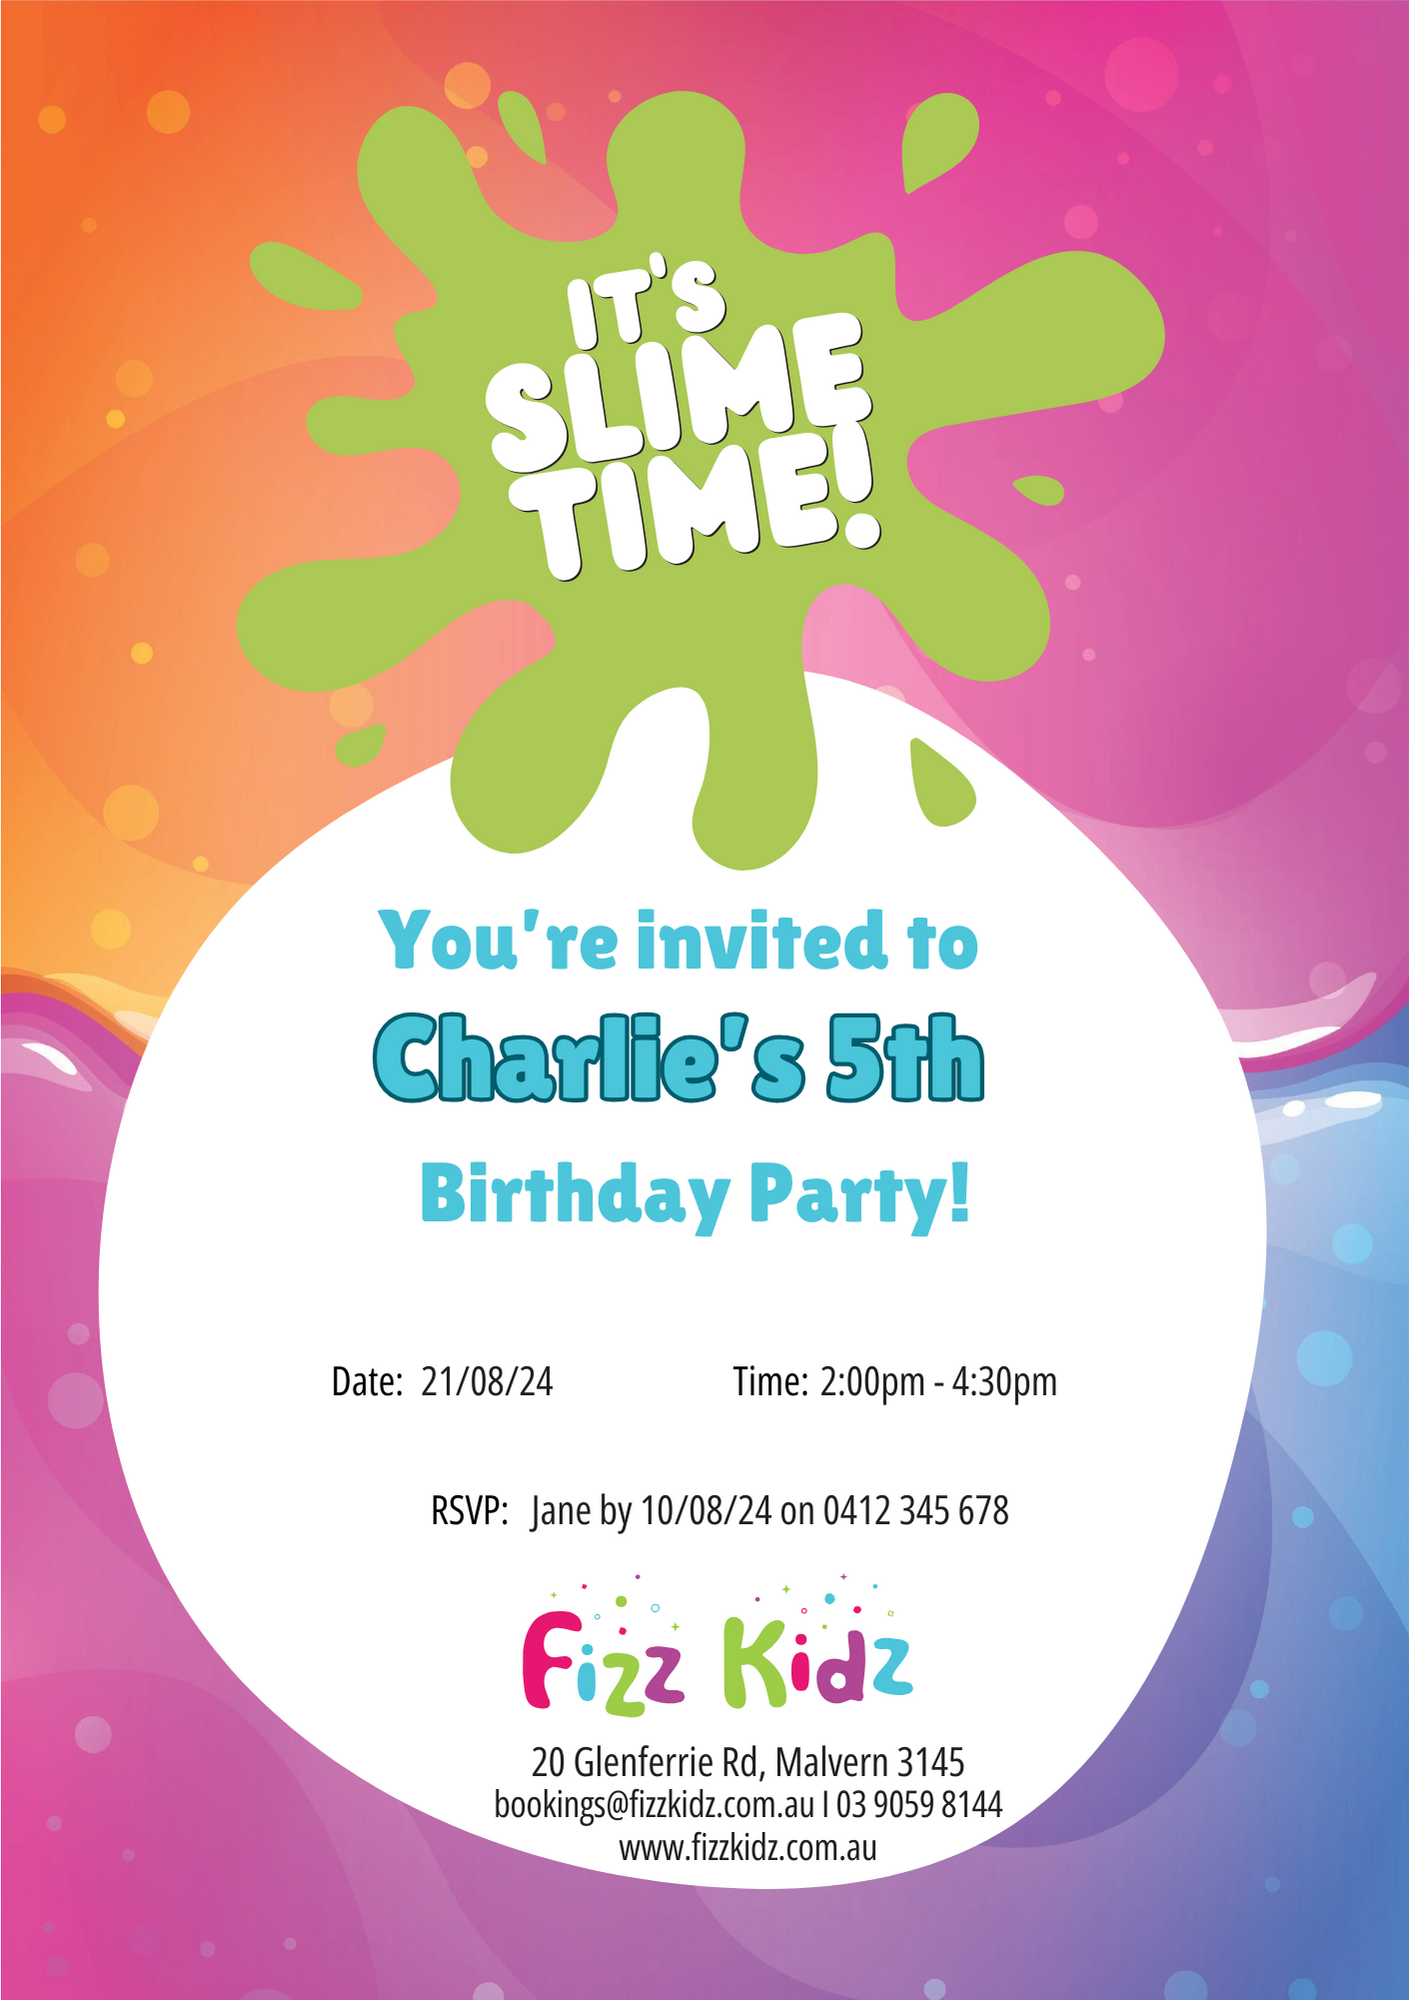 IT'S
SLIME
TIME!
You're invited to
Charlie's 5th
Birthday Party!
Date: 21/08/24 Time: 2:00pm - 4:30pm
RSVP: Jane by 10/08/24 on 0412 345 678
Fizz Kidz
20 Glenferrie Rd, Malvern 3145
bookings@fizzkidz.com.au I 03 9059 8144
www.fizzkidz.com.au